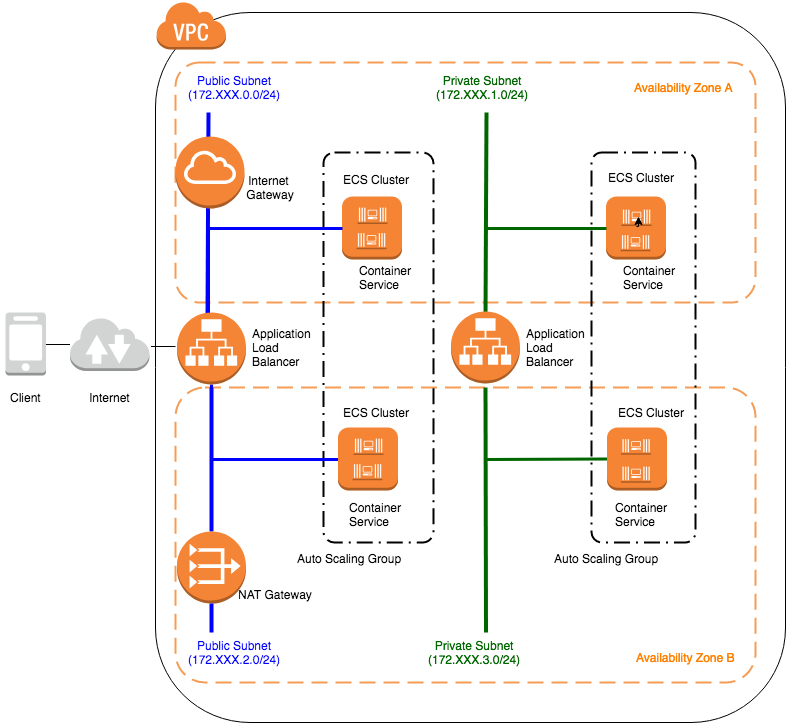 VPC
Public Subnet
(172.XXX.0.0/24)
Private Subnet
(172.XXX.1.0/24)
Availability Zone A
Internet
Gateway
ECS Cluster
Container
Service
ECS Cluster
Container
Service
Client
Internet
Application
Load
Balancer
Application
Load
Balancer
ECS Cluster
Container
Service
ECS Cluster
Container
Service
Auto Scaling Group
Auto Scaling Group
NAT Gateway
Public Subnet
(172.XXX.2.0/24)
Private Subnet
(172.XXX.3.0/24)
Availability Zone B